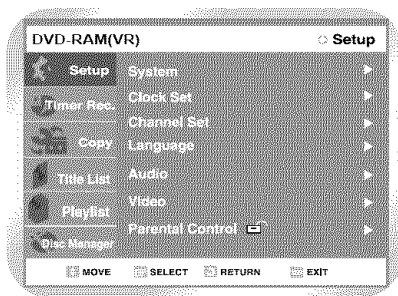 DVD-RAM(VR) Setup
Setup
Timer Rec.
Copy
Title List
Playlist
Disc Manager
System
Clock Set
Channel Set
Language
Audio
Video
Parental Control
MOVE SELECT RETURN EXIT